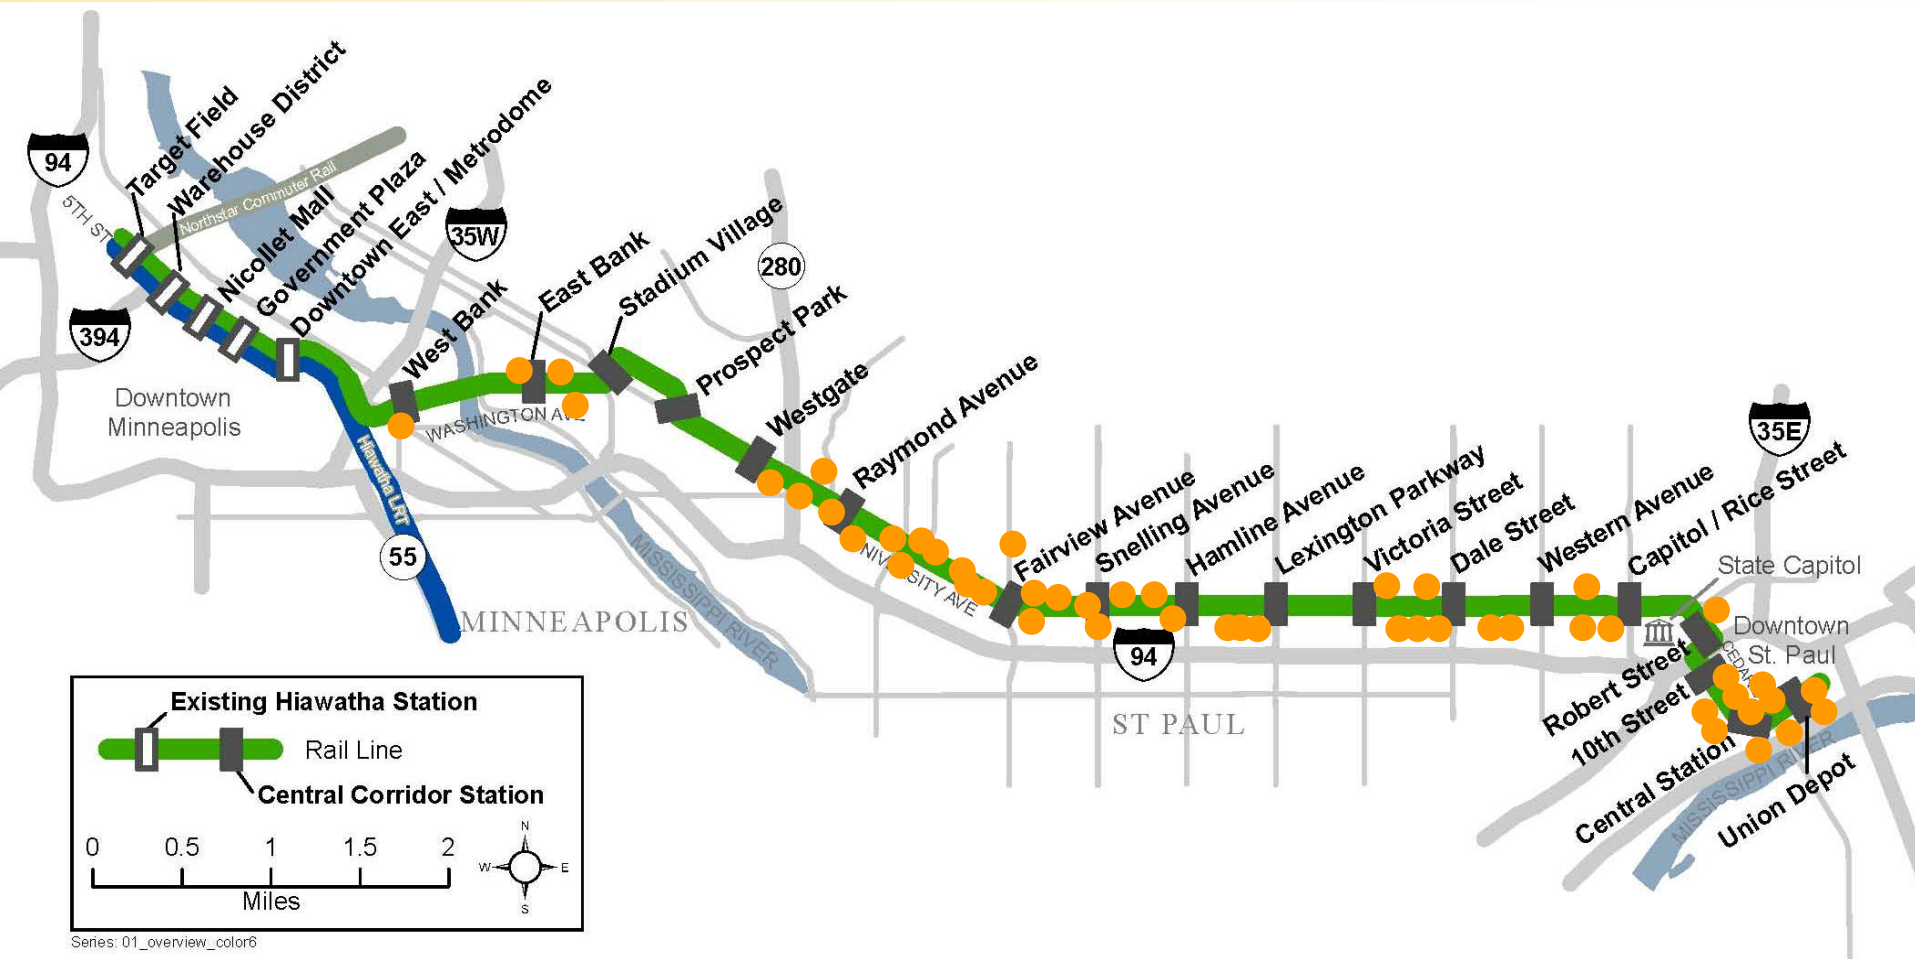 94
5TH ST
Target Field
Warehouse District
Northstar Commuter Rail
Nicollet Mall
Government Plaza
Downtown East / Metrodome
394
35W
Downtown
Minneapolis
West Bank
East Bank
Stadium Village
280
WASHINGTON AVE
Prospect Park
Westgate
Raymond Avenue
Hiawatha LRT
55
MINNEAPOLIS
MISSISSIPPI RIVER
Fairview Avenue
Snelling Avenue
Hamline Avenue
Lexington Parkway
Victoria Street
Dale Street
Western Avenue
Capitol / Rice Street
35E
State Capitol
94
ST PAUL
Downtown
St. Paul
Robert Street
10th Street
Central Station
Union Depot
MISSISSIPPI RIVER
Existing Hiawatha Station
Rail Line
Central Corridor Station
0 0.5 1 1.5 2
Miles
N
W E
S
Series: 01_overview_color6